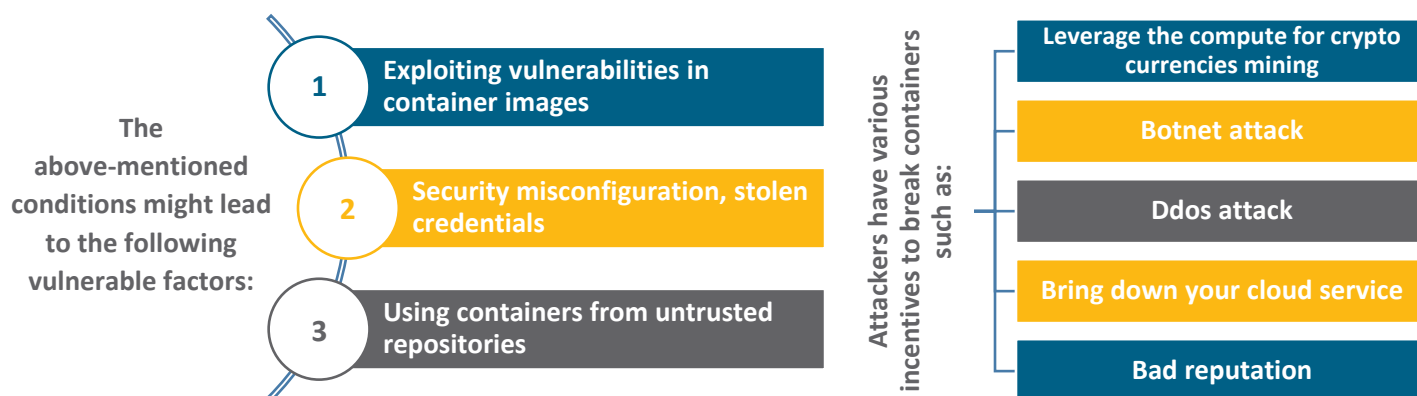 The
above-mentioned
conditions might lead
to the following
vulnerable factors:
1
Exploiting vulnerabilities in
container images
2
Security misconfiguration, stolen
credentials
3
Using containers from untrusted
repositories
Attackers have various
incentives to break containers
such as:
Leverage the compute for crypto
currencies mining
Botnet attack
Ddos attack
Bring down your cloud service
Bad reputation